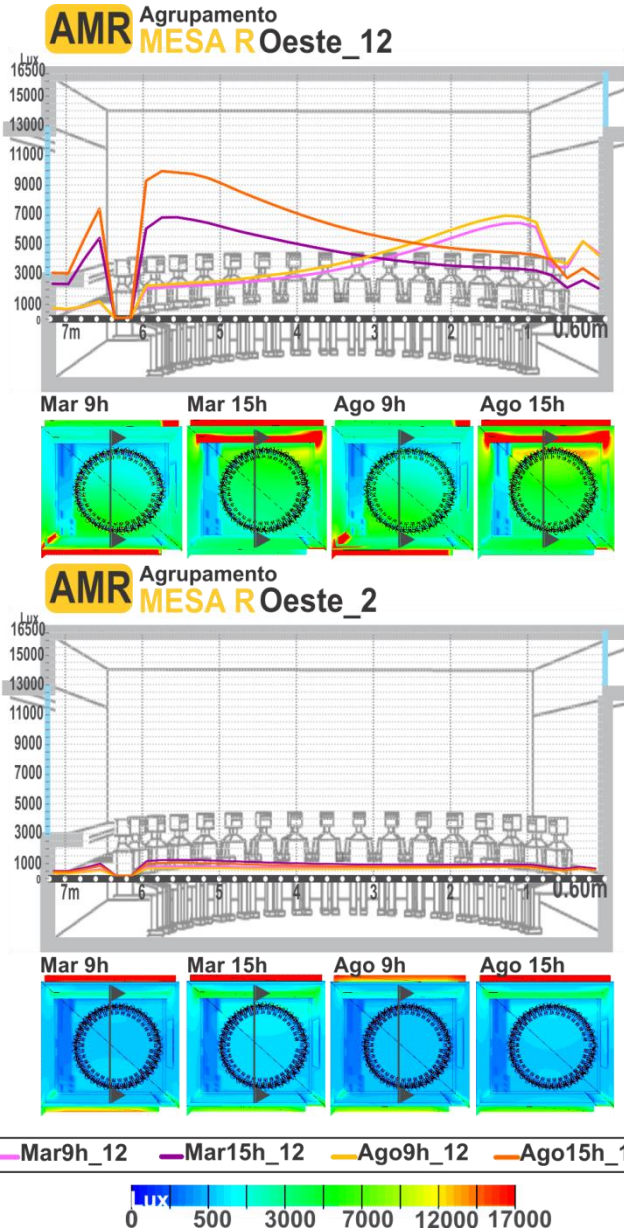 AMR Agrupamento
MESA R Oeste_12
Lux
16500
15000
13000
11000
9000
7000
5000
3000
1000
0
7m 6 5 4 3 2 1 0.60m
Mar 9h Mar 15h Ago 9h Ago 15h
AMR Agrupamento
MESA R Oeste_2
Lux
16500
15000
13000
11000
9000
7000
5000
3000
1000
0
7m 6 5 4 3 2 1 0.60m
Mar 9h Mar 15h Ago 9h Ago 15h
Mar9h_12 Mar15h_12 Ago9h_12 Ago15h_1
Lux
0 500 3000 7000 12000 17000